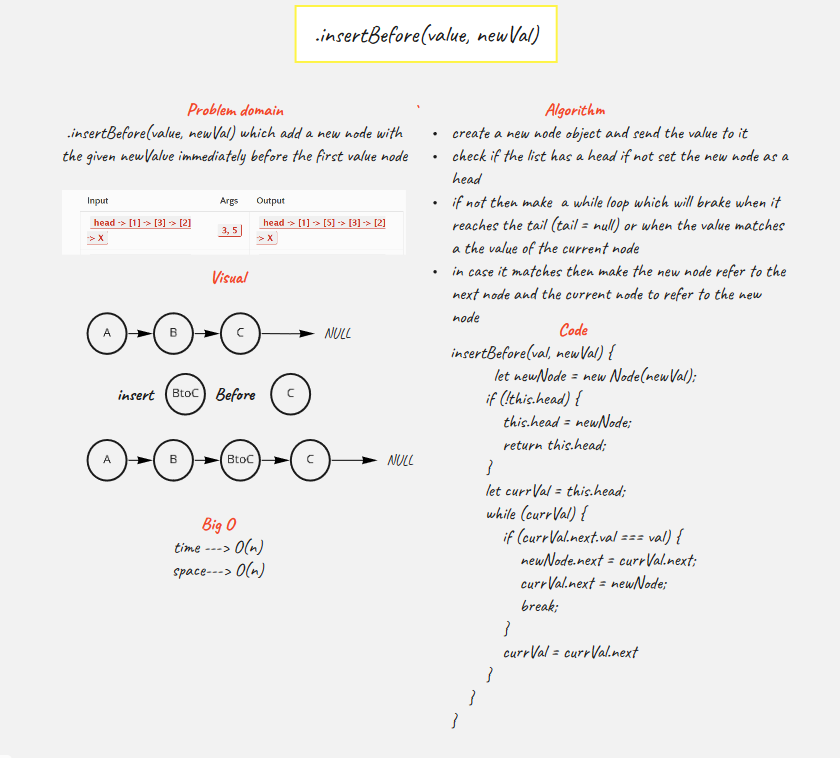 .insertBefore(value, newVal)
Problem domain
.insertBefore(value, newVal) which add a new node with
the given newValue immediately before the first value node
Input Args Output
head -> [1] -> [3] -> [2] 3, 5 head -> [1] -> [5] -> [3] -> [2]
-> X -> X
Visual
A B C NULL
insert BtoC Before C
A B BtoC C NULL
Big O
time ---> O(n)
space---> O(n)
`
Algorithm
• create a new node object and send the value to it
• check if the list has a head if not set the new node as a
head
• if not then make a while loop which will brake when it
reaches the tail (tail = null) or when the value matches
a the value of the current node
• in case it matches then make the new node refer to the
next node and the current node to refer to the new
node
Code
insertBefore(val, newVal) {
let newNode = new Node(newVal);
if (!this.head) {
this.head = newNode;
return this.head;
}
let currVal = this.head;
while (currVal) {
if (currVal.next.val === val) {
newNode.next = currVal.next;
currVal.next = newNode;
break;
}
currVal = currVal.next
}
}
}